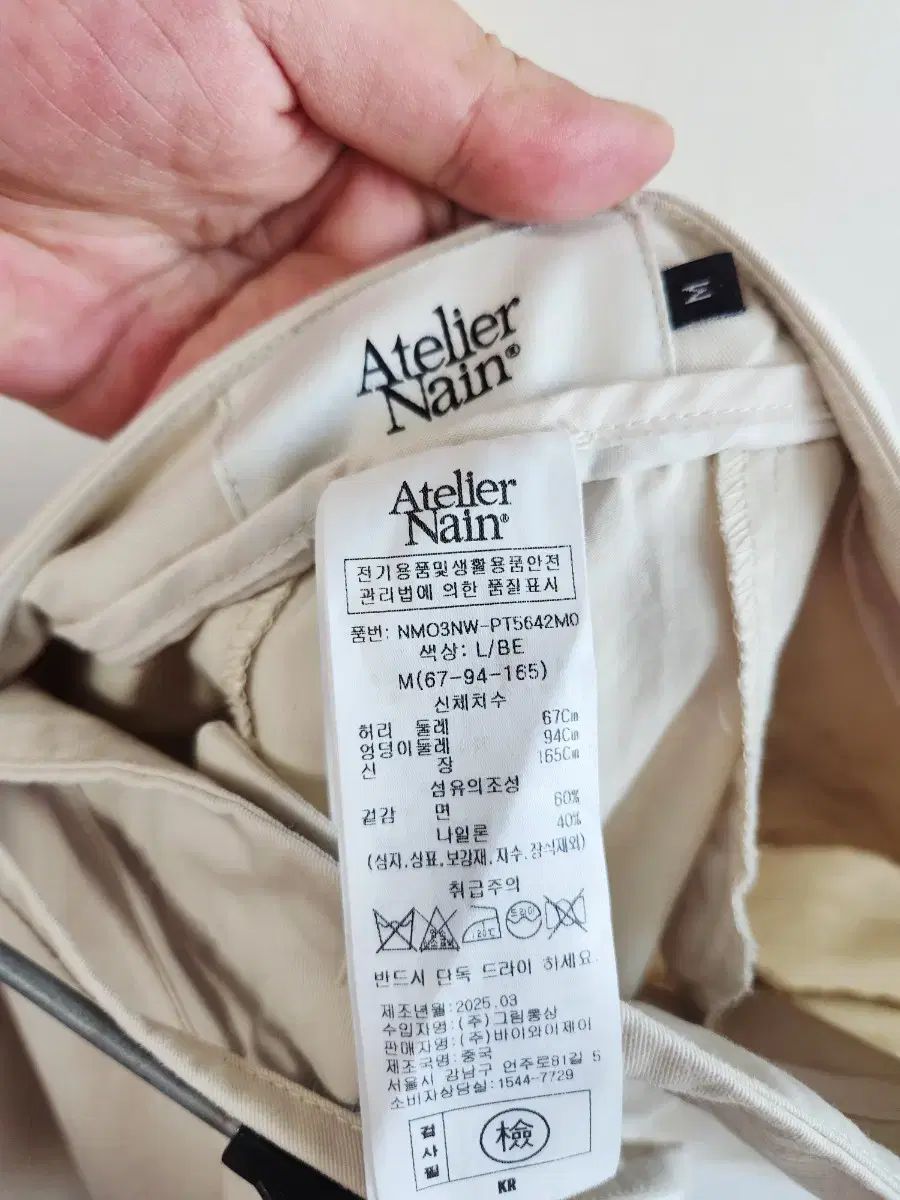 Atelier
Nain®
M
Atelier
Nain®
전기용품및생활용품안전
관리법에 의한 품질표시
품번: NMO3NW-PT5642MO
색상: L/BE
M(67-94-165)
신체치수
허리 둘레 67Cm
엉덩이둘레 94Cm
신 장 165Cm
섬유의조성
겉감 면 60%
나일론 40%
(심지,상표,보강재,자수,장식제외)
취급주의
드라이
반드시 단독 드라이 하세요.
제조년월:2025.03
수입자명:(주)그림통상
판매자명:(주)바이와이제이
제조국명:중국
서울시 강남구 언주로81길 5
소비자상담실:1544-7729
검사필
檢
KR